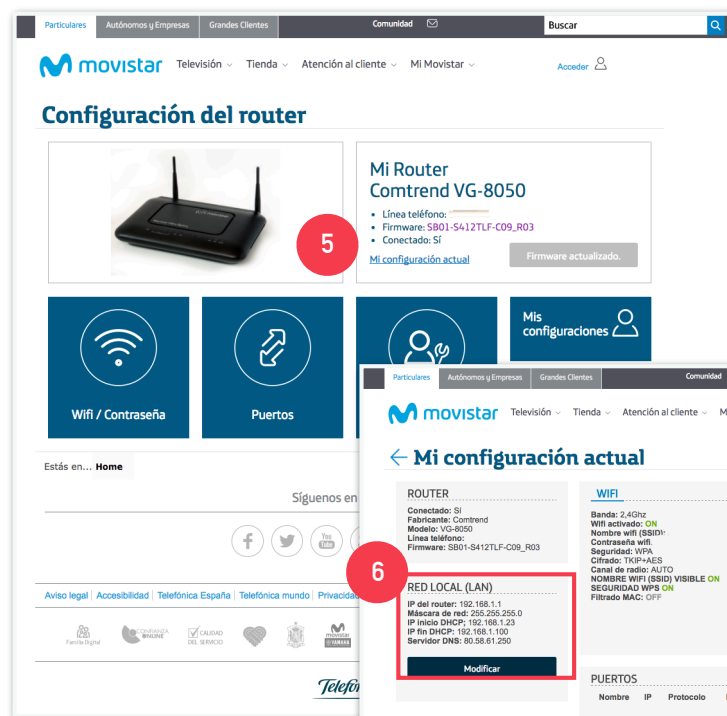 Particulares
Autónomos y Empresas
Grandes Clientes
Comunidad
Buscar
movistar
Televisión
Tienda
Atención al cliente
Mi Movistar
Acceder
Configuración del router
Mi Router
Comtrend VG-8050
• Línea teléfono:
• Firmware: SB01-S412TLF-C09_R03
• Conectado: Sí
Mi configuración actual
Firmware actualizado.
5
Wifi / Contraseña
Puertos
Mis
configuraciones
Estás en... Home
Síguenos en
f
You
Tube
Aviso legal | Accesibilidad | Telefónica España | Telefónica mundo | Privacidad
Familia Digital
CONFIANZA
ONLINE
CALIDAD
DEL SERVICIO
movistar
YAMAHA
Telefón
Particulares
Autónomos y Empresas
Grandes Clientes
Comunidad
movistar
Televisión
Tienda
Atención al cliente
M
← Mi configuración actual
ROUTER
Conectado: Sí
Fabricante: Comtrend
Modelo: VG-8050
Línea teléfono:
Firmware: SB01-S412TLF-C09_R03
6
RED LOCAL (LAN)
IP del router: 192.168.1.1
Máscara de red: 255.255.255.0
IP inicio DHCP: 192.168.1.23
IP fin DHCP: 192.168.1.100
Servidor DNS: 80.58.61.250
Modificar
WIFI
Banda: 2,4Ghz
Wifi activado: ON
Nombre wifi (SSID):
Contraseña wifi.
Seguridad: WPA
Cifrado: TKIP+AES
Canal de radio: AUTO
NOMBRE WIFI (SSID) VISIBLE ON
SEGURIDAD WPS ON
Filtrado MAC: OFF
PUERTOS
Nombre IP Protocolo